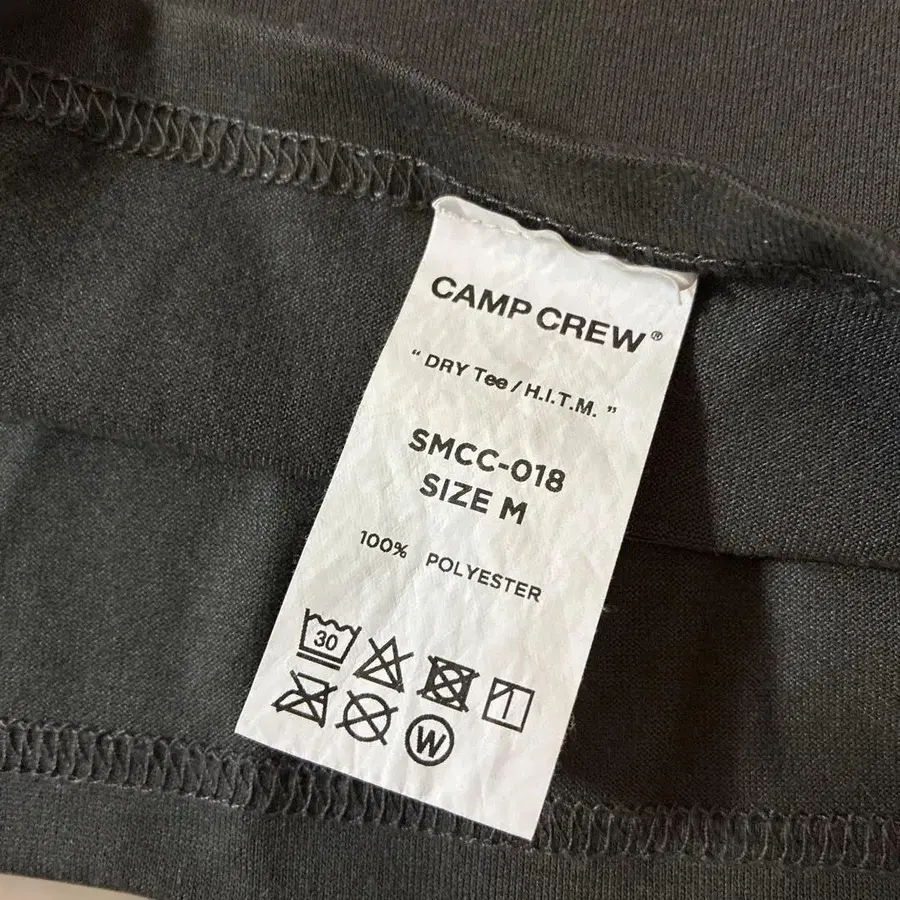 CAMP CREW®
“ DRY Tee / H.I.T.M. ”
SMCC-018
SIZE M
100% POLYESTER
30
W